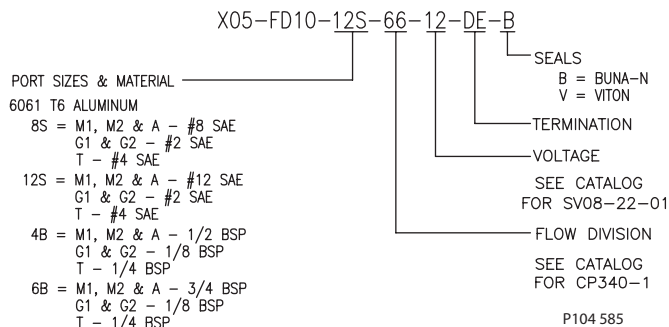 X05-FD10-12S-66-12-DE-B
PORT SIZES & MATERIAL
6061 T6 ALUMINUM
8S = M1, M2 & A - #8 SAE
G1 & G2 - #2 SAE
T - #4 SAE
12S = M1, M2 & A - #12 SAE
G1 & G2 - #2 SAE
T - #4 SAE
4B = M1, M2 & A - 1/2 BSP
G1 & G2 - 1/8 BSP
T - 1/4 BSP
6B = M1, M2 & A - 3/4 BSP
G1 & G2 - 1/8 BSP
T - 1/4 BSP
SEALS
B = BUNA-N
V = VITON
TERMINATION
VOLTAGE
SEE CATALOG
FOR SV08-22-01
FLOW DIVISION
SEE CATALOG
FOR CP340-1
P104 585